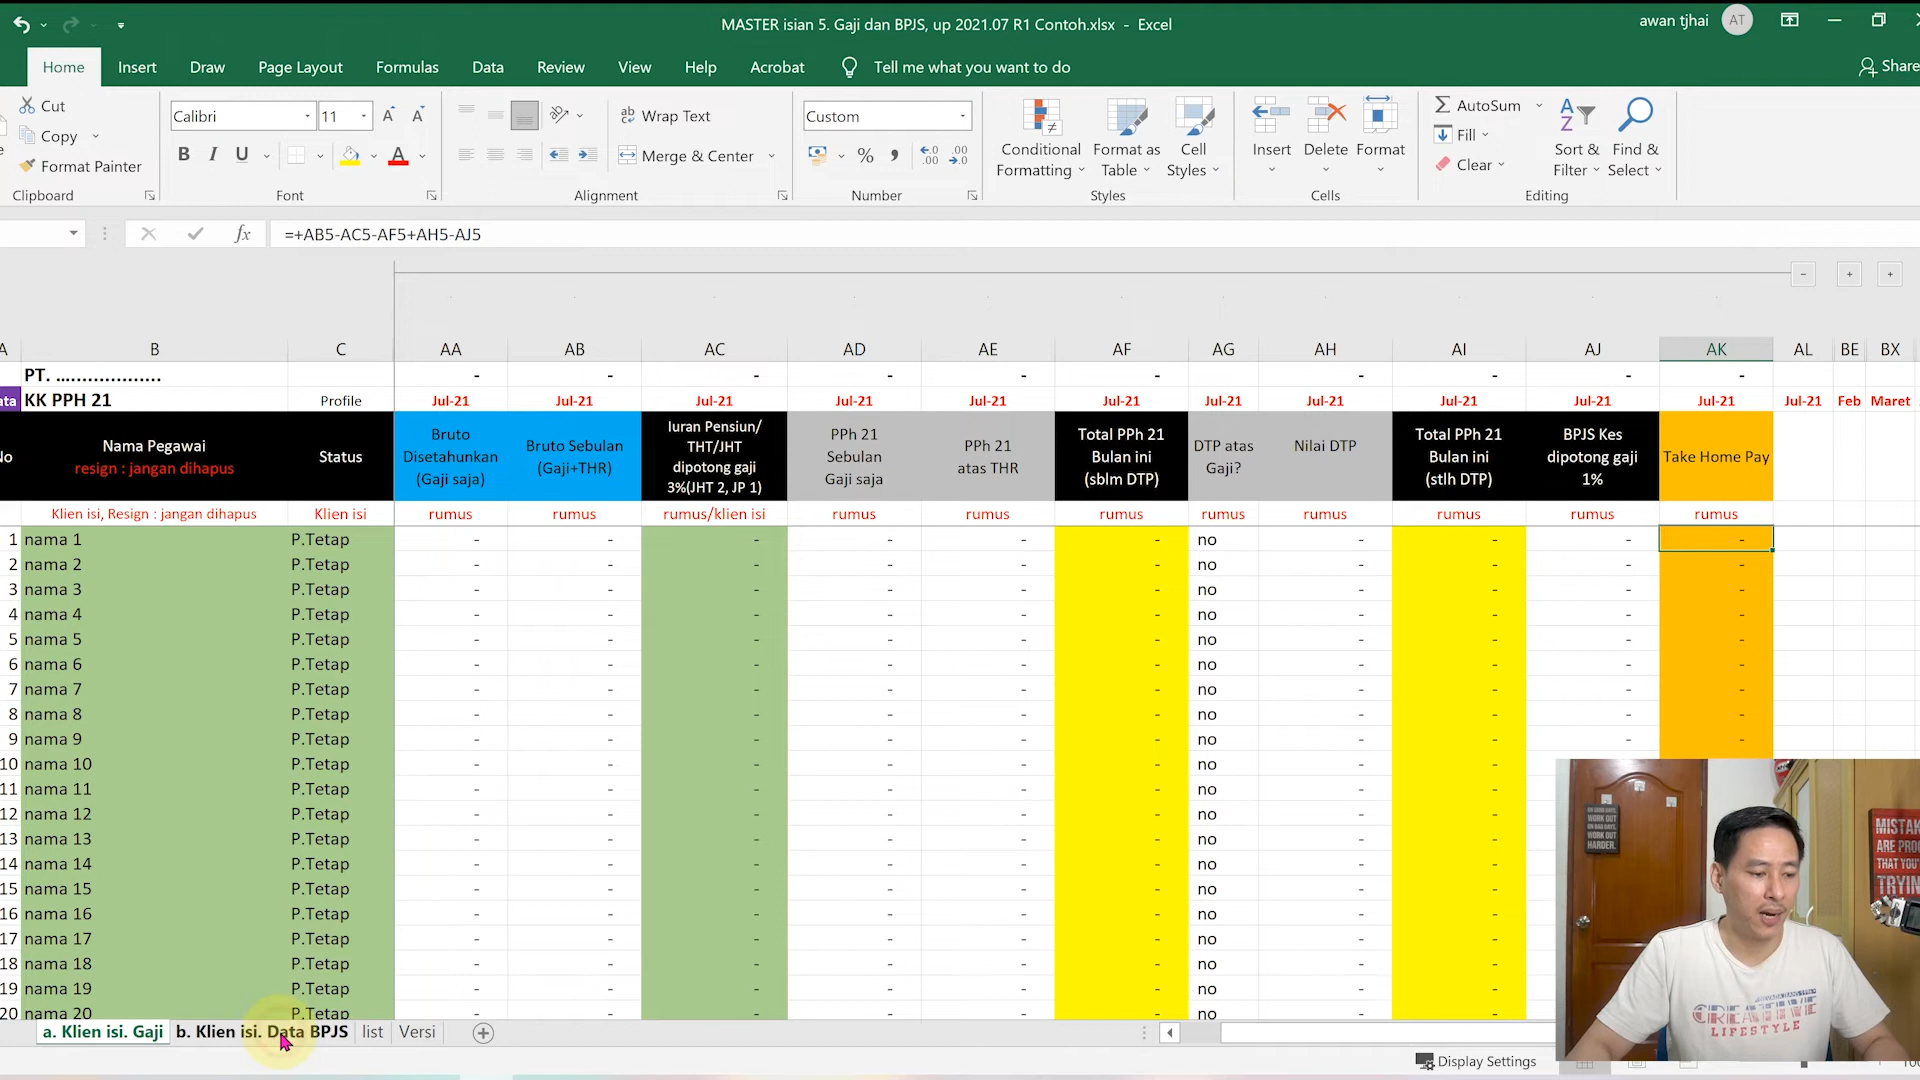 MASTER isian 5. Gaji dan BPJS, up 2021.07 R1 Contoh.xlsx - Excel
awan tjhai AT
Home Insert Draw Page Layout Formulas Data Review View Help Acrobat Tell me what you want to do Share
Cut
Copy
Format Painter
Clipboard
Calibri 11
B I U
Font
Wrap Text
Merge & Center
Alignment
Custom
Number
Conditional Formatting
Format as Table
Cell Styles
Styles
Insert Delete Format
Cells
AutoSum
Fill
Clear
Sort & Filter
Find & Select
Editing
fx =+AB5-AC5-AF5+AH5-AJ5
A B C AA AB AC AD AE AF AG AH AI AJ AK AL BE BX
PT. .................. - - - - - - - - - -
KK PPH 21 Profile Jul-21 Jul-21 Jul-21 Jul-21 Jul-21 Jul-21 Jul-21 Jul-21 Jul-21 Jul-21 Jul-21 Jul-21 Feb Maret
Nama Pegawai
resign : jangan dihapus
Status
Bruto
Disetahunkan
(Gaji saja)
Bruto Sebulan
(Gaji+THR)
Iuran Pensiun/
THT/JHT
dipotong gaji
3%(JHT 2, JP 1)
PPh 21
Sebulan
Gaji saja
PPh 21
atas THR
Total PPh 21
Bulan ini
(sblm DTP)
DTP atas
Gaji?
Nilai DTP
Total PPh 21
Bulan ini
(stlh DTP)
BPJS Kes
dipotong gaji
1%
Take Home Pay
Klien isi, Resign : jangan dihapus Klien isi rumus rumus rumus/klien isi rumus rumus rumus rumus rumus rumus rumus rumus
1 nama 1 P.Tetap - - - - - - no - - - -
2 nama 2 P.Tetap - - - - - - no - - - -
3 nama 3 P.Tetap - - - - - - no - - - -
4 nama 4 P.Tetap - - - - - - no - - - -
5 nama 5 P.Tetap - - - - - - no - - - -
6 nama 6 P.Tetap - - - - - - no - - - -
7 nama 7 P.Tetap - - - - - - no - - - -
8 nama 8 P.Tetap - - - - - - no - - - -
9 nama 9 P.Tetap - - - - - - no - - - -
10 nama 10 P.Tetap - - - - - - no - - -
11 nama 11 P.Tetap - - - - - - no - -
12 nama 12 P.Tetap - - - - - - no - -
13 nama 13 P.Tetap - - - - - - no - -
14 nama 14 P.Tetap - - - - - - no - -
15 nama 15 P.Tetap - - - - - - no - -
16 nama 16 P.Tetap - - - - - - no - -
17 nama 17 P.Tetap - - - - - - no - -
18 nama 18 P.Tetap - - - - - - no - -
19 nama 19 P.Tetap - - - - - - no - -
20 nama 20 P.Tetap - - - - - - no - -
a. Klien isi. Gaji b. Klien isi. Data BPJS list Versi
Display Settings
WORK OUT
WORK OUT
HARDER.
MISTAK
ARE PROO
THAT YOU'
TRYIN
CREATIVE
LIFESTYLE